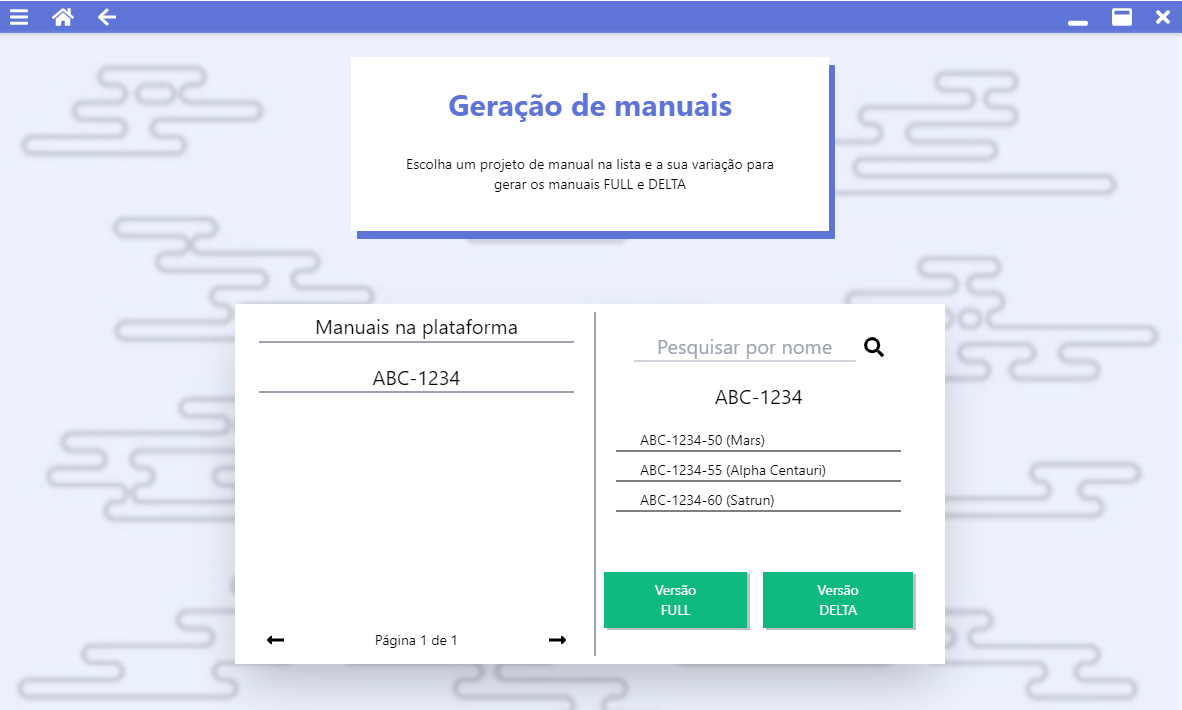 Geração de manuais
Escolha um projeto de manual na lista e a sua variação para
gerar os manuais FULL e DELTA
Manuais na plataforma
ABC-1234
Página 1 de 1
Pesquisar por nome
ABC-1234
ABC-1234-50 (Mars)
ABC-1234-55 (Alpha Centauri)
ABC-1234-60 (Satrun)
Versão
FULL
Versão
DELTA